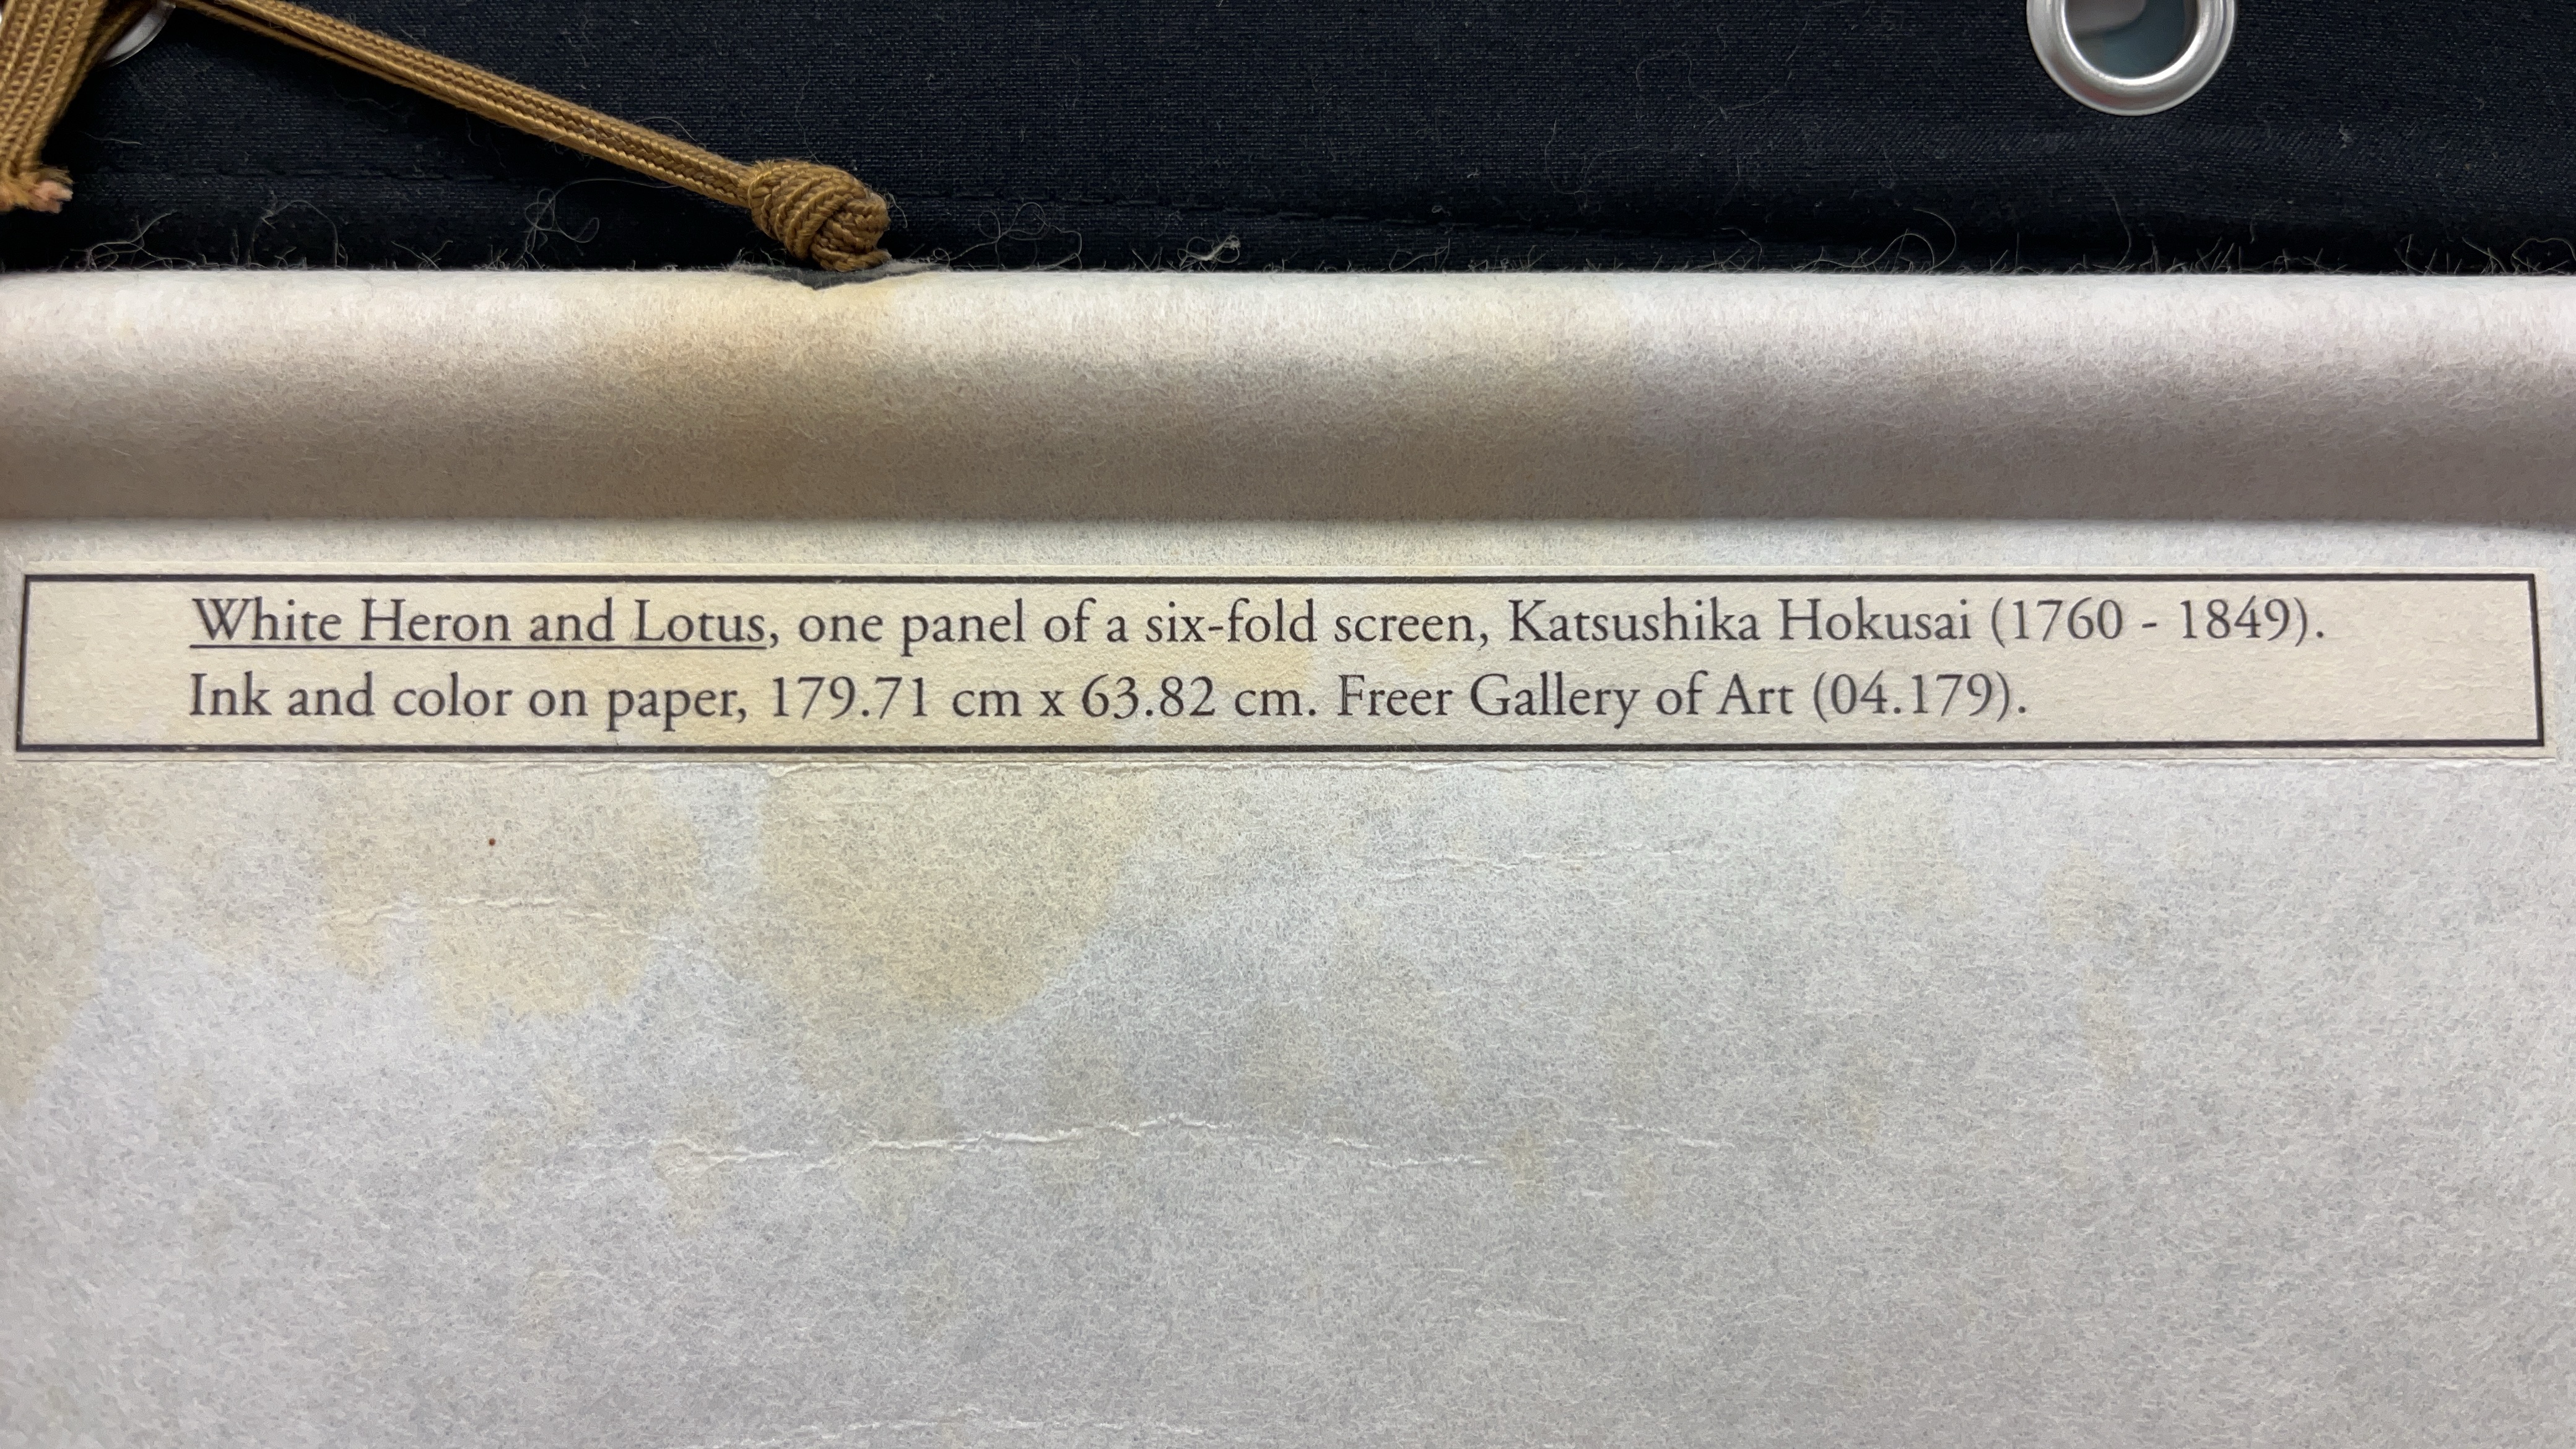 White Heron and Lotus, one panel of a six-fold screen, Katsushika Hokusai (1760 - 1849).
Ink and color on paper, 179.71 cm x 63.82 cm. Freer Gallery of Art (04.179).